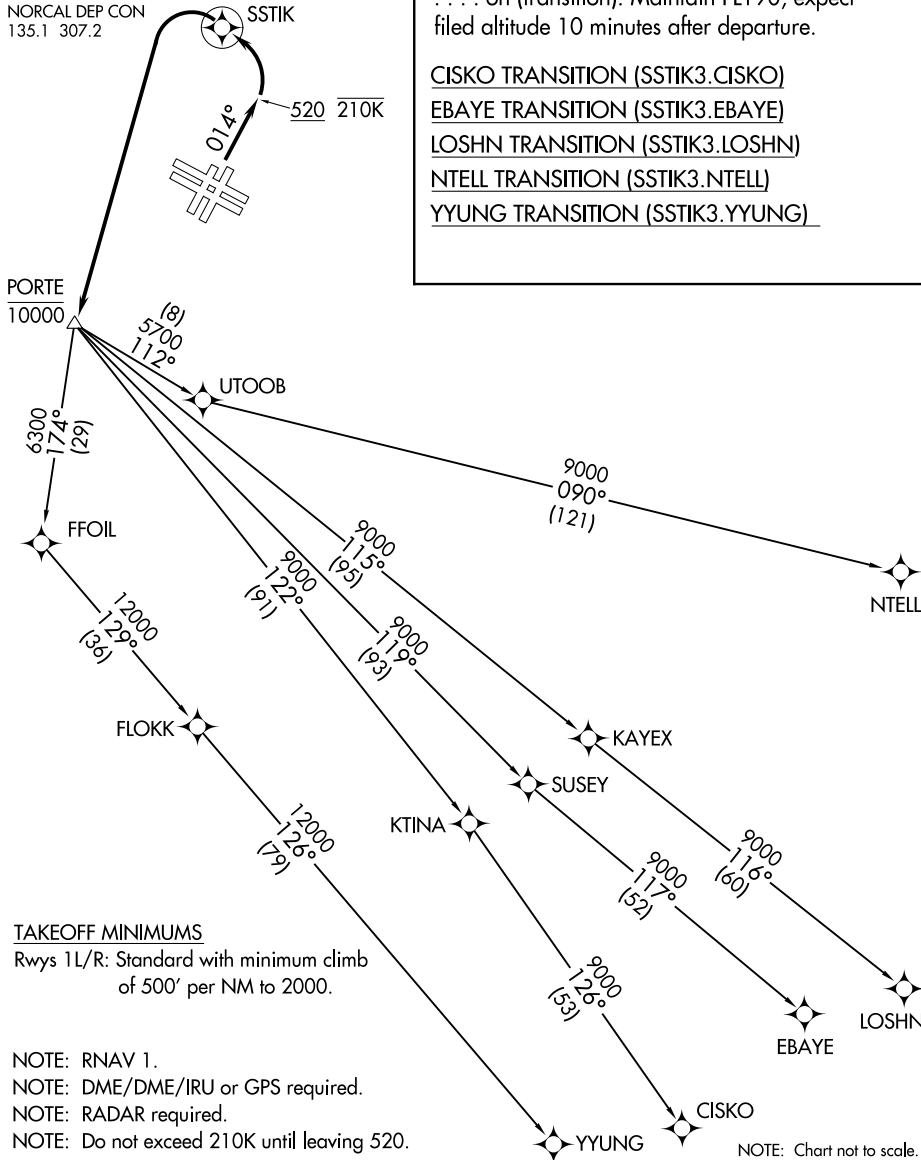 NORCAL DEP CON
135.1 307.2
SSTIK
014°
520 210K
filed altitude 10 minutes after departure.
CISKO TRANSITION (SSTIK3.CISKO)
EBAYE TRANSITION (SSTIK3.EBAYE)
LOSHN TRANSITION (SSTIK3.LOSHN)
NTELL TRANSITION (SSTIK3.NTELL)
YYUNG TRANSITION (SSTIK3.YYUNG)
PORTE
10000
(8)
5700
112°
UTOOB
6300
174°
(29)
9000
090°
(121)
NTELL
FFOIL
9000
115°
(95)
9000
122°
(91)
9000
119°
(93)
12000
129°
(36)
FLOKK
KAYEX
SUSEY
KTINA
12000
126°
(79)
9000
116°
(60)
9000
117°
(52)
9000
126°
(53)
LOSHN
EBAYE
CISKO
YYUNG
TAKEOFF MINIMUMS
Rwys 1L/R: Standard with minimum climb
of 500' per NM to 2000.
NOTE: RNAV 1.
NOTE: DME/DME/IRU or GPS required.
NOTE: RADAR required.
NOTE: Do not exceed 210K until leaving 520.
NOTE: Chart not to scale.